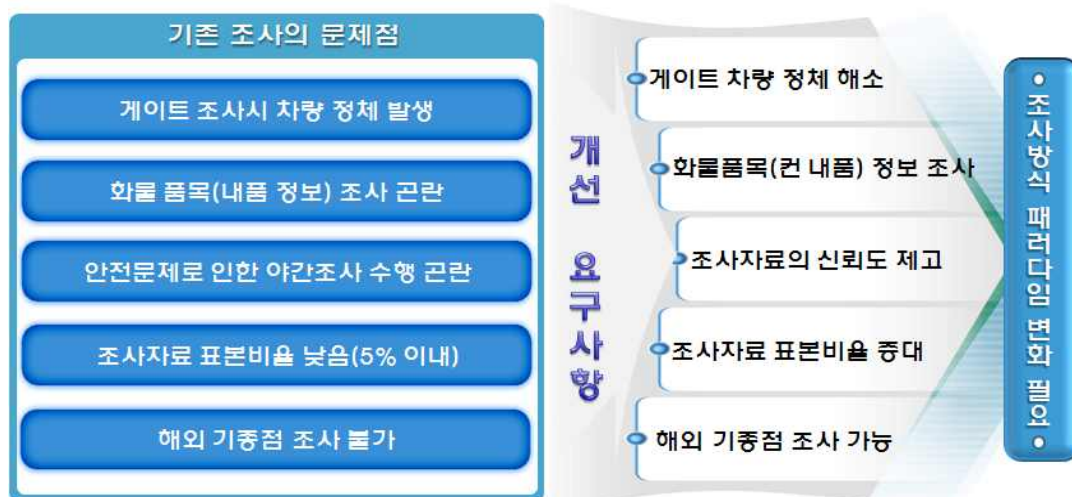 기존 조사의 문제점
게이트 조사시 차량 정체 발생
화물 품목(내품 정보) 조사 곤란
안전문제로 인한 야간조사 수행 곤란
조사자료 표본비율 낮음(5% 이내)
해외 기종점 조사 불가
개선 요구사항
게이트 차량 정체 해소
화물품목(컨 내품) 정보 조사
조사자료의 신뢰도 제고
조사자료 표본비율 증대
해외 기종점 조사 가능
조사방식 패러다임 변화 필요